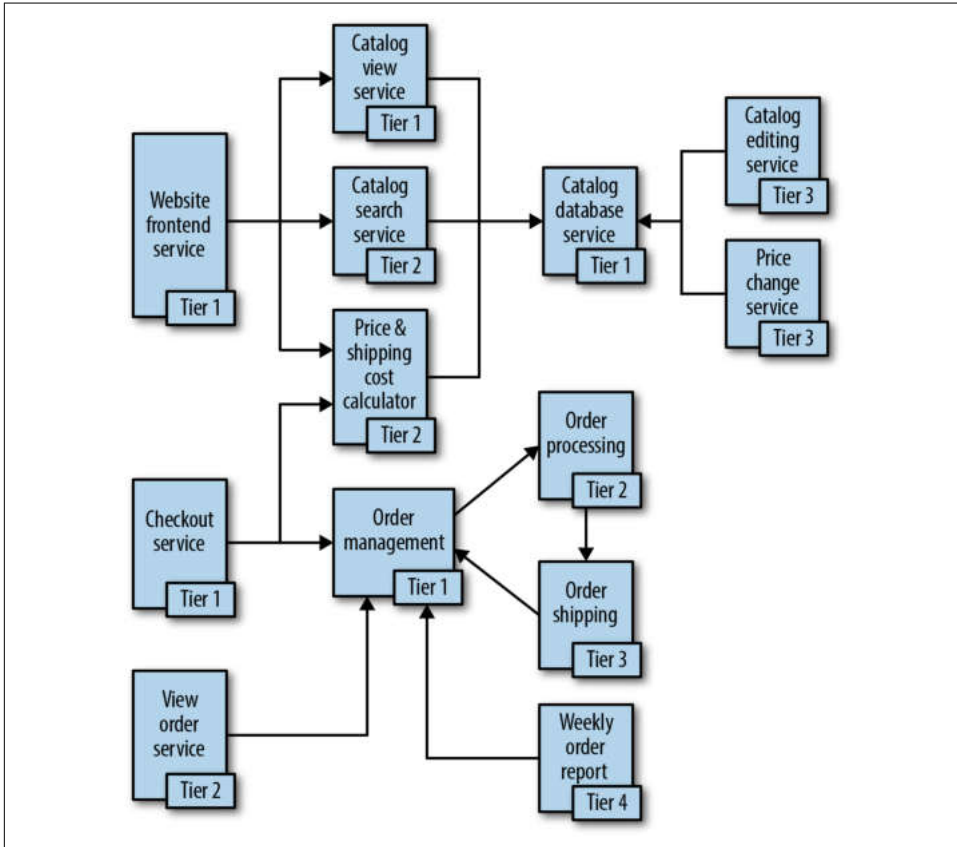 Catalog
view
service
Tier 1
Website
frontend
service
Tier 1
Catalog
search
service
Tier 2
Catalog
database
service
Tier 1
Catalog
editing
service
Tier 3
Price
change
service
Tier 3
Price &
shipping
cost
calculator
Tier 2
Checkout
service
Tier 1
Order
management
Tier 1
Order
processing
Tier 2
Order
shipping
Tier 3
View
order
service
Tier 2
Weekly
order
report
Tier 4